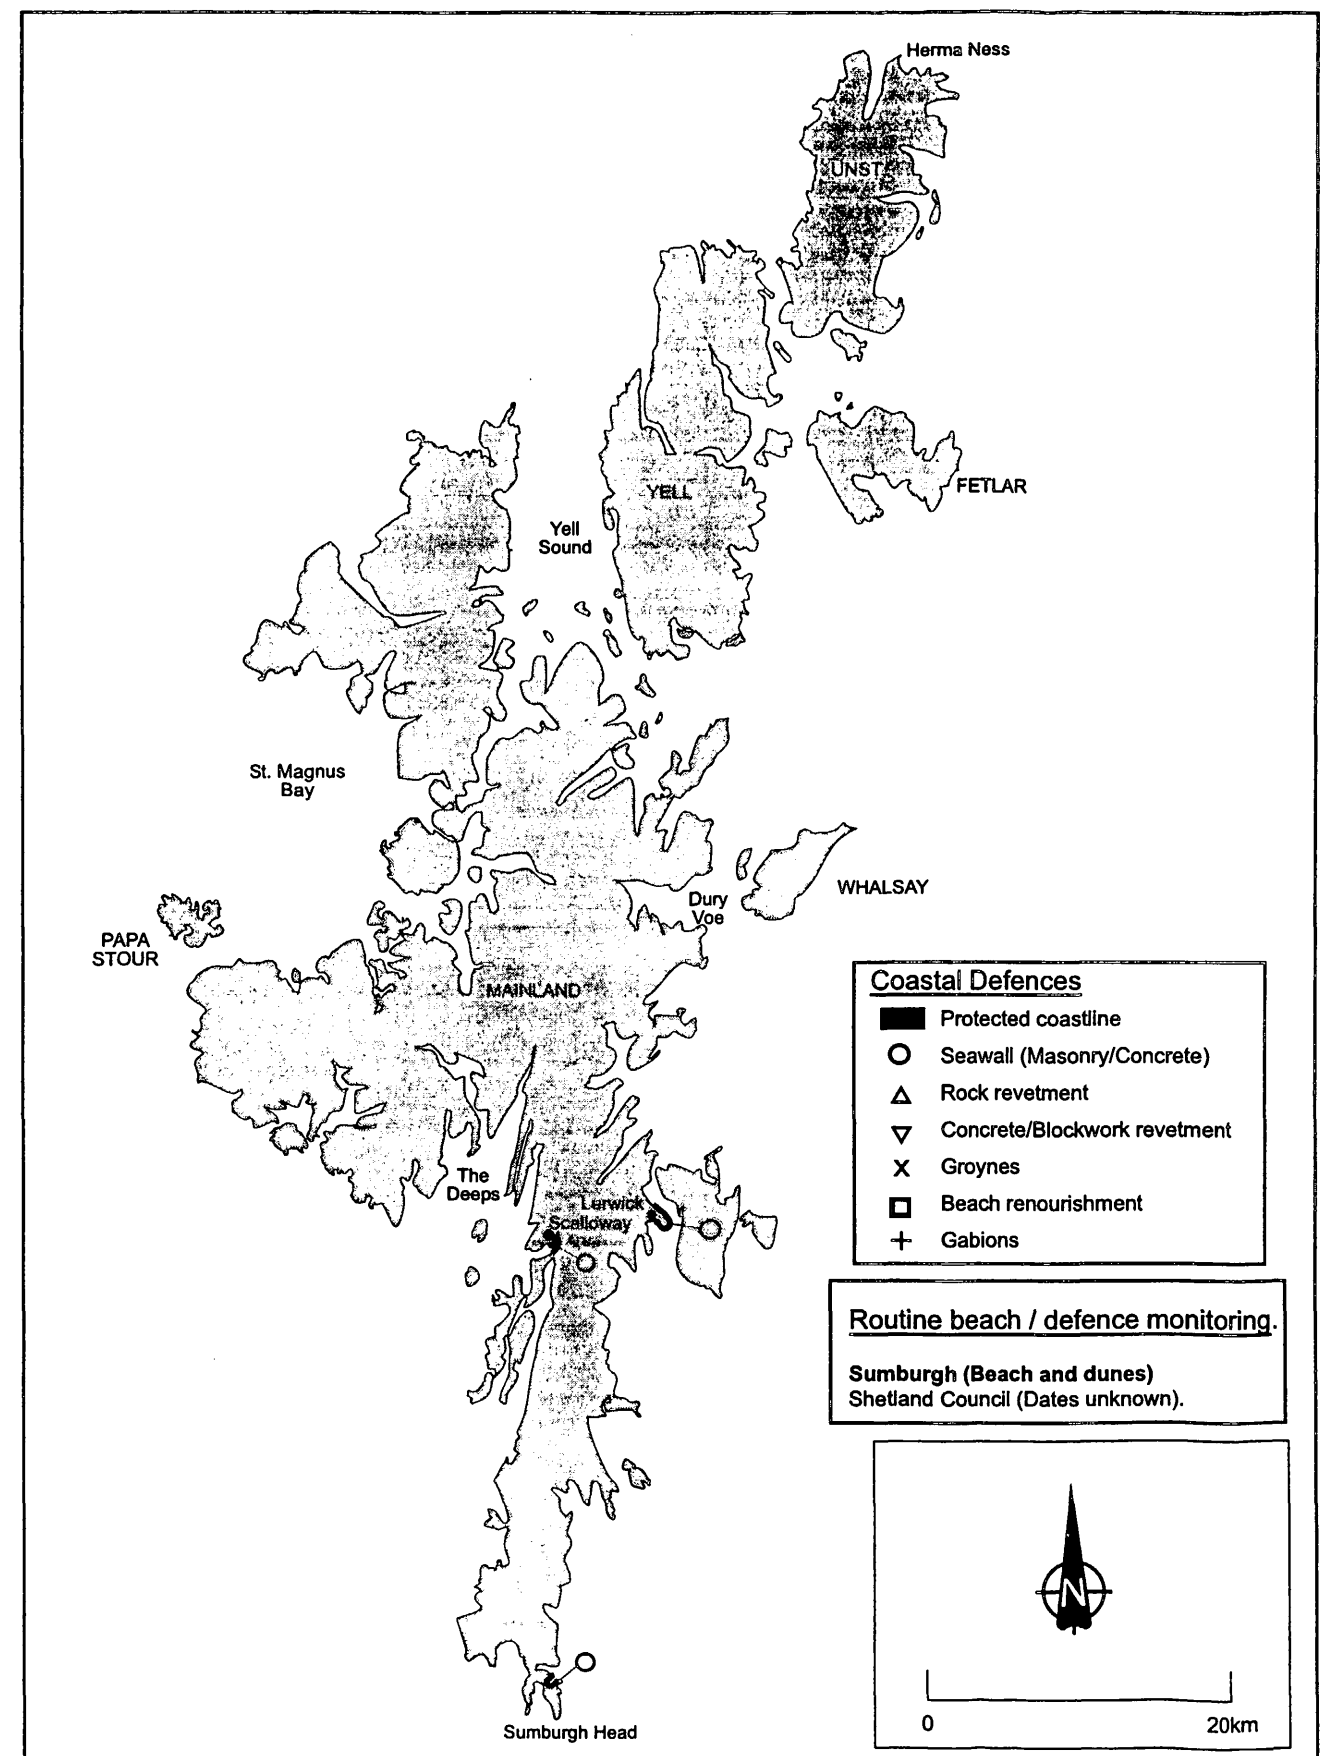 Herma Ness
UNST
FETLAR
YELL
Yell
Sound
St. Magnus
Bay
WHALSAY
Dury
Voe
PAPA
STOUR
MAINLAND
The
Deeps
Lerwick
Scalloway
Sumburgh Head
Coastal Defences
Protected coastline
Seawall (Masonry/Concrete)
Rock revetment
Concrete/Blockwork revetment
Groynes
Beach renourishment
Gabions
Routine beach / defence monitoring.
Sumburgh (Beach and dunes)
Shetland Council (Dates unknown).
N
0 20km